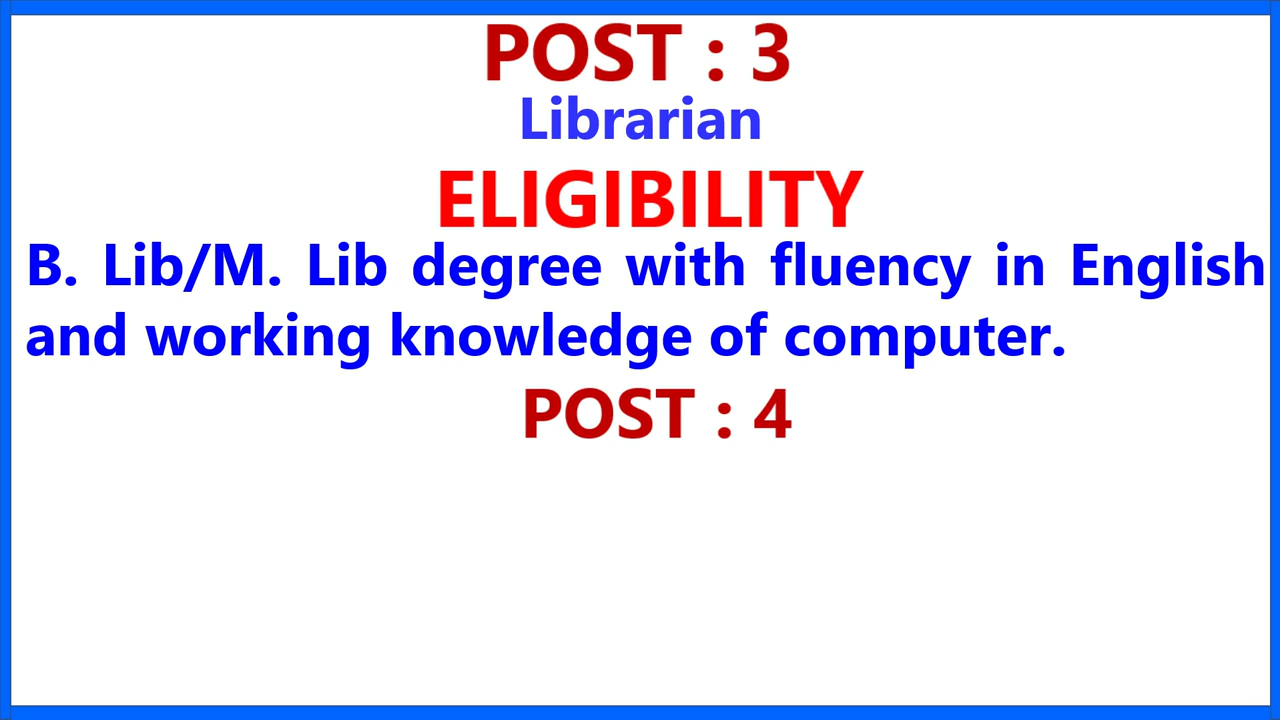 POST : 3
Librarian
ELIGIBILITY
B. Lib/M. Lib degree with fluency in English
and working knowledge of computer.
POST : 4